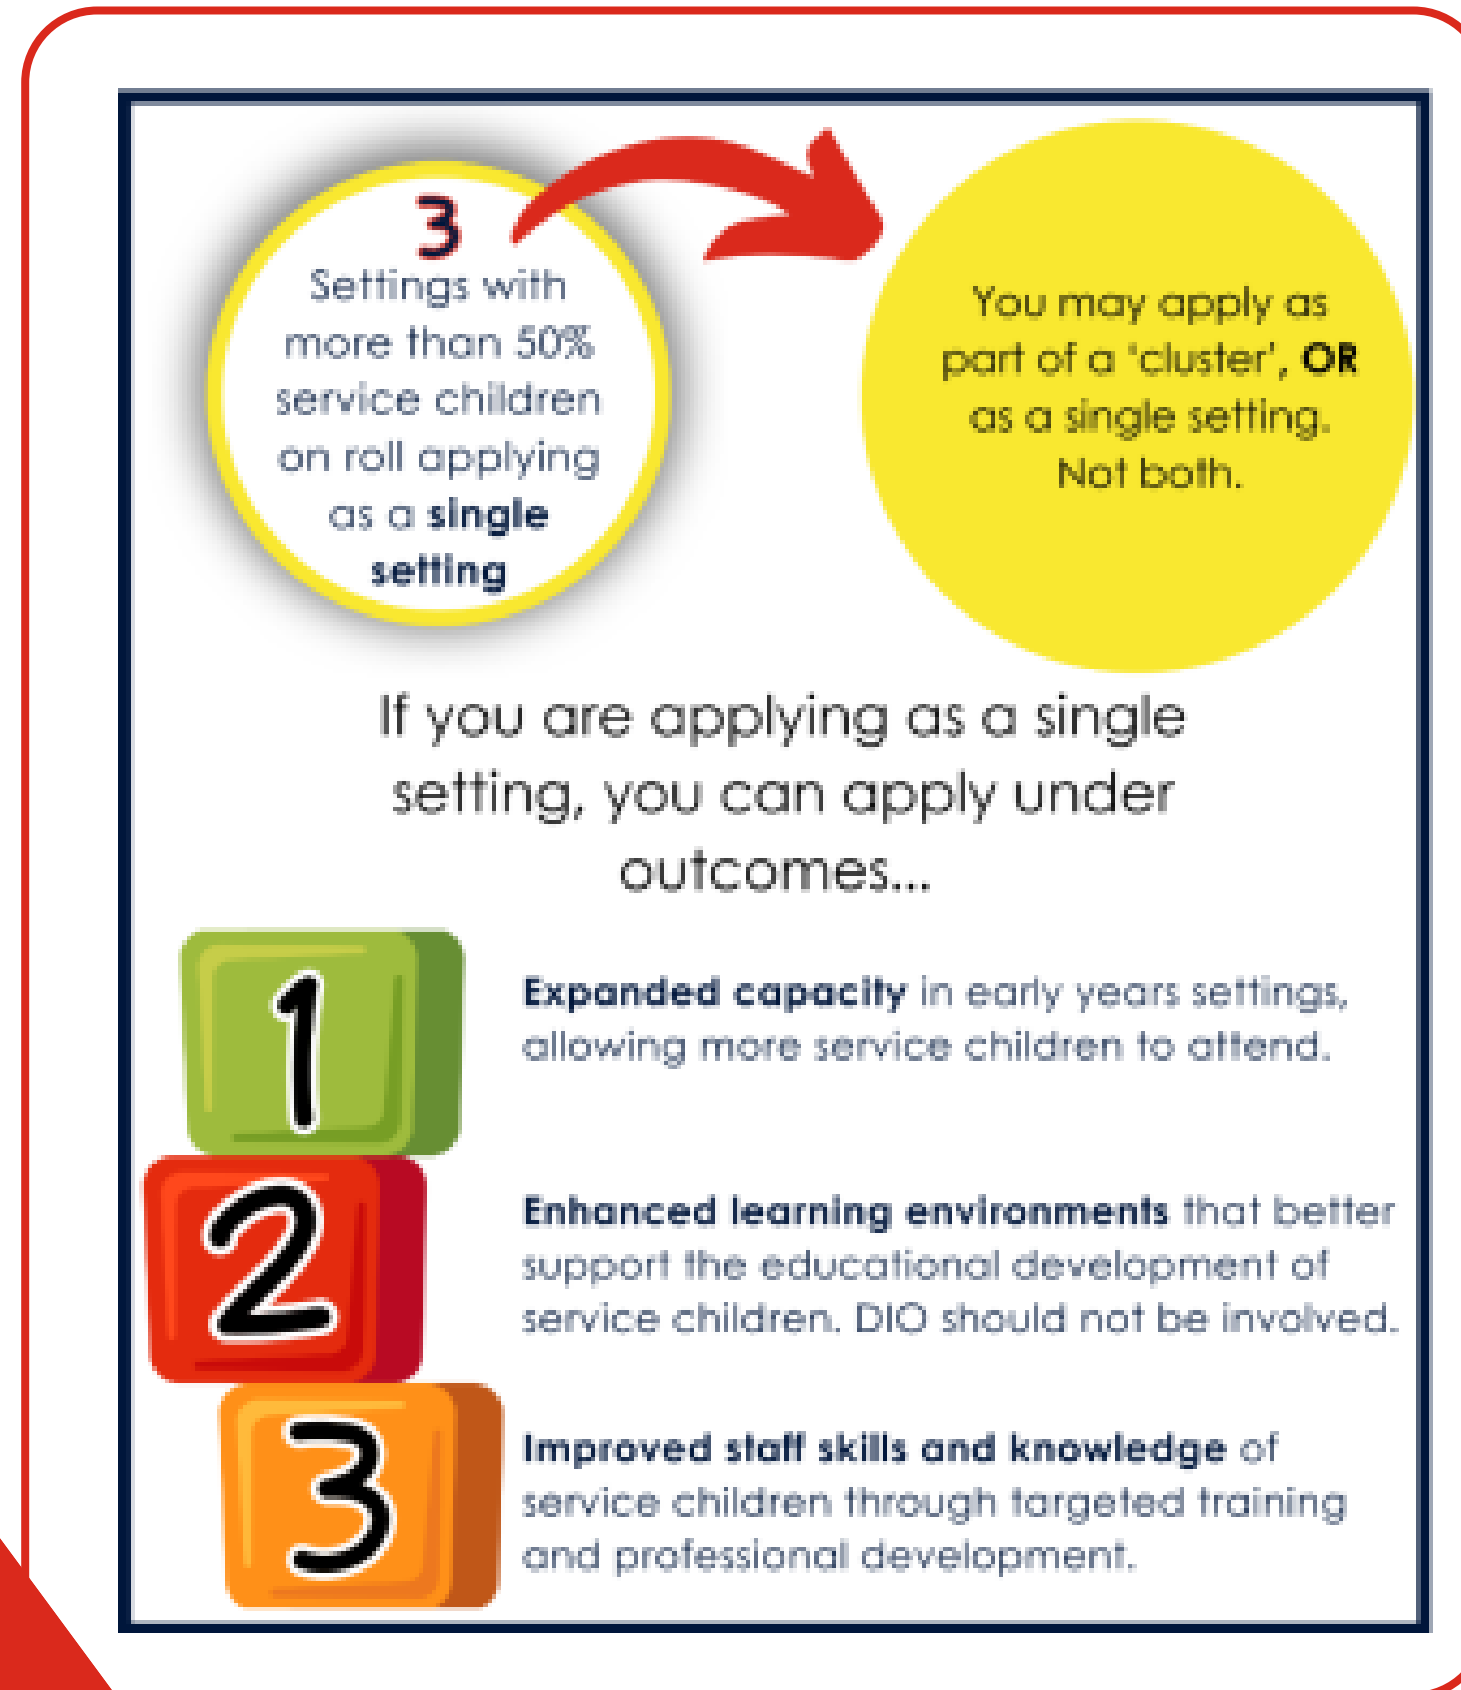 3
Settings with
more than 50%
service children
on roll applying
as a single
setting
You may apply as
part of a 'cluster', OR
as a single setting.
Not both.
If you are applying as a single
setting, you can apply under
outcomes...
1
Expanded capacity in early years settings,
allowing more service children to attend.
2
Enhanced learning environments that better
support the educational development of
service children. DIO should not be involved.
3
Improved staff skills and knowledge of
service children through targeted training
and professional development.